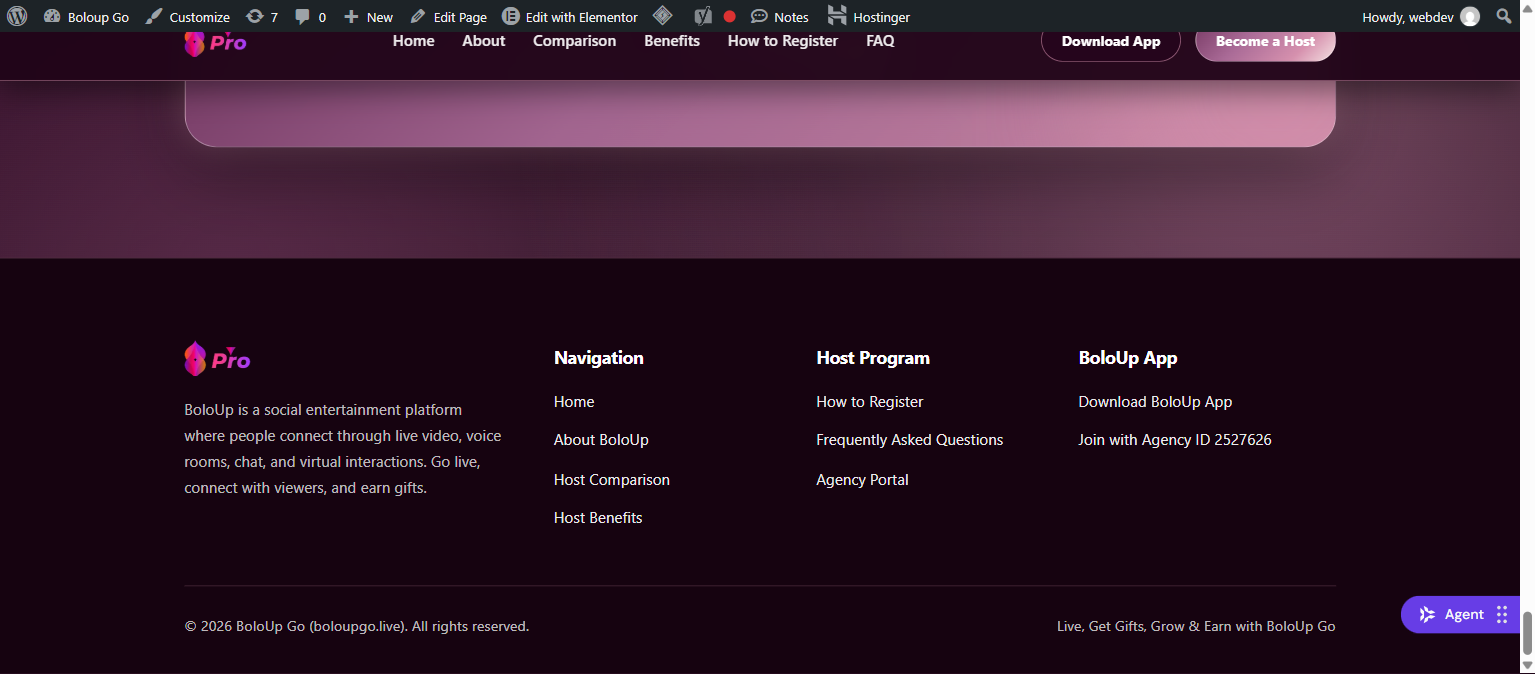 Boloup Go Customize 7 0 New Edit Page Edit with Elementor Notes Hostinger Howdy, webdev
Pro Home About Comparison Benefits How to Register FAQ Download App Become a Host
Pro
BoloUp is a social entertainment platform
where people connect through live video, voice
rooms, chat, and virtual interactions. Go live,
connect with viewers, and earn gifts.
Navigation
Home
About BoloUp
Host Comparison
Host Benefits
Host Program
How to Register
Frequently Asked Questions
Agency Portal
BoloUp App
Download BoloUp App
Join with Agency ID 2527626
Agent
© 2026 BoloUp Go (boloupgo.live). All rights reserved.
Live, Get Gifts, Grow & Earn with BoloUp Go